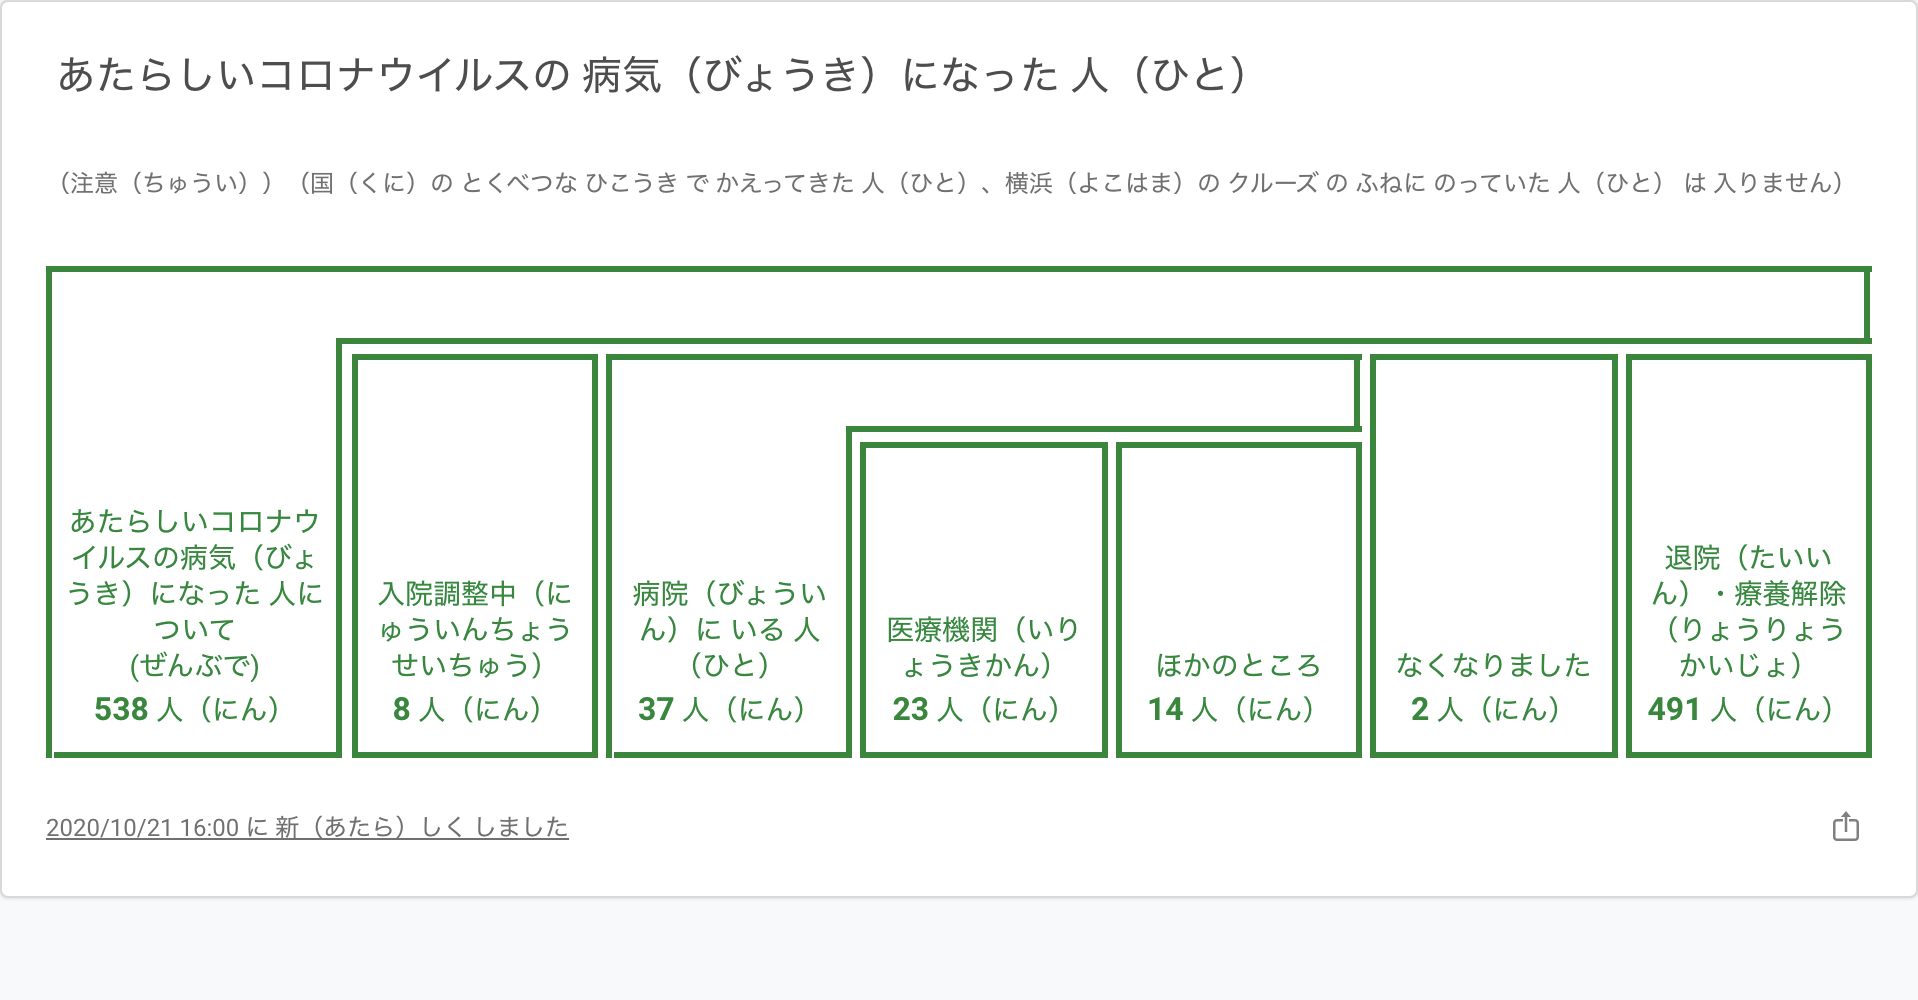 あたらしいコロナウイルスの 病気（びょうき）になった 人（ひと）
（注意（ちゅうい））（国（くに）の とくべつな ひこうき で かえってきた 人（ひと）、横浜（よこはま）の クルーズ の ふねに のっていた 人（ひと） は 入りません）
あたらしいコロナウ
イルスの病気（びょ
うき）になった 人に
ついて
(ぜんぶで)
538 人（にん）
入院調整中（に
ゅういんちょう
せいちゅう）
8 人（にん）
病院（びょうい
ん）に いる 人
（ひと）
37 人（にん）
医療機関（いり
ょうきかん）
23 人（にん）
ほかのところ
14 人（にん）
なくなりました
2 人（にん）
退院（たいい
ん）・療養解除
（りょうりょう
かいじょ）
491 人（にん）
2020/10/21 16:00 に 新（あたら）しく しました